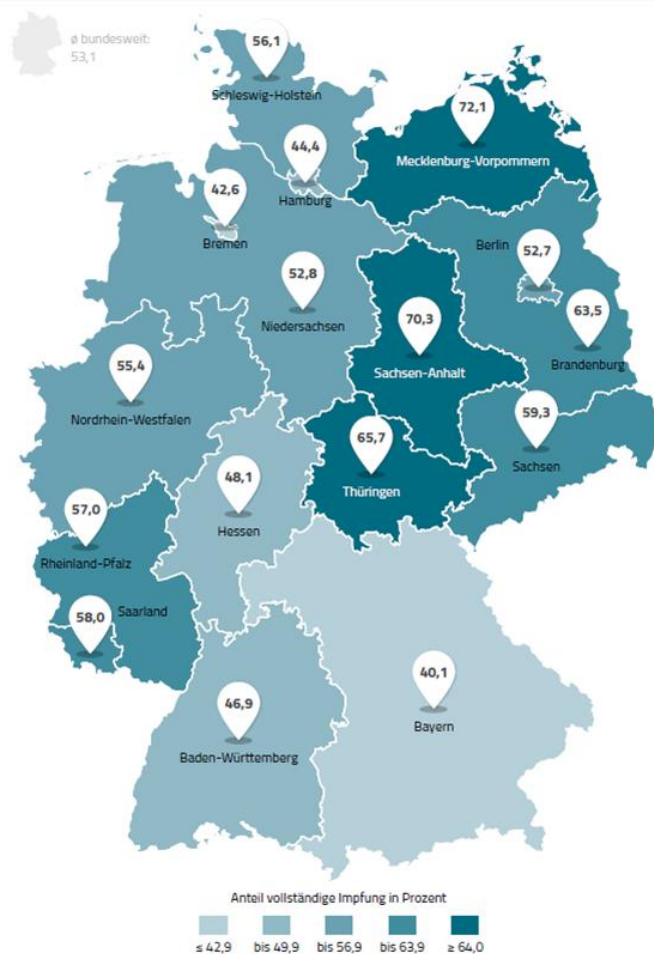 ø bundesweit:
53,1
56,1
Schleswig-Holstein
72,1
Mecklenburg-Vorpommern
44,4
Hamburg
42,6
Bremen
Berlin
52,7
52,8
Niedersachsen
70,3
Sachsen-Anhalt
63,5
Brandenburg
55,4
Nordrhein-Westfalen
59,3
Sachsen
65,7
Thüringen
48,1
Hessen
57,0
Rheinland-Pfalz
58,0
Saarland
40,1
Bayern
46,9
Baden-Württemberg
Anteil vollständige Impfung in Prozent
≤ 42,9 bis 49,9 bis 56,9 bis 63,9 ≥ 64,0